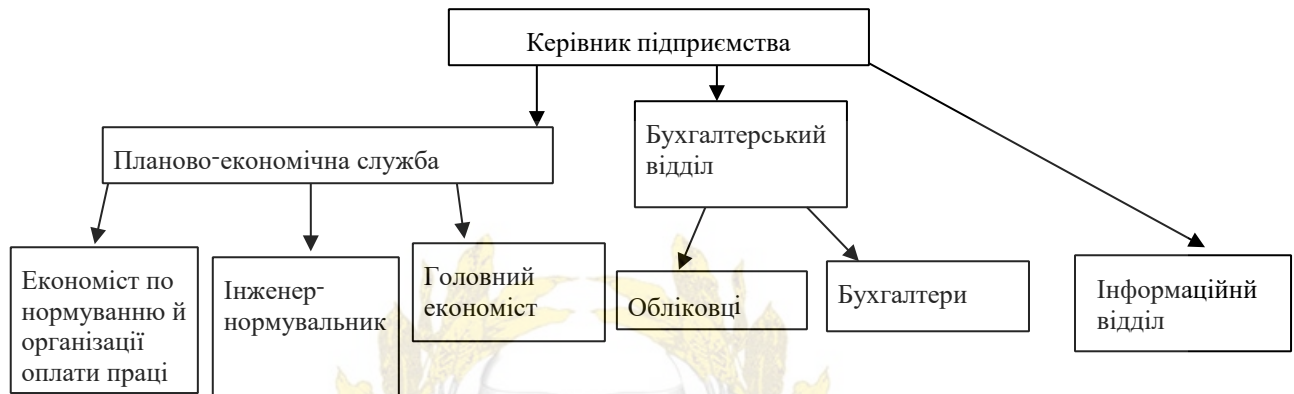 Керівник підприємства
Планово-економічна служба
Бухгалтерський
відділ
Економіст по
нормуванню й
організації
оплати праці
Інженер-
нормувальник
Головний
економіст
Обліковці
Бухгалтери
Інформаційнй
відділ